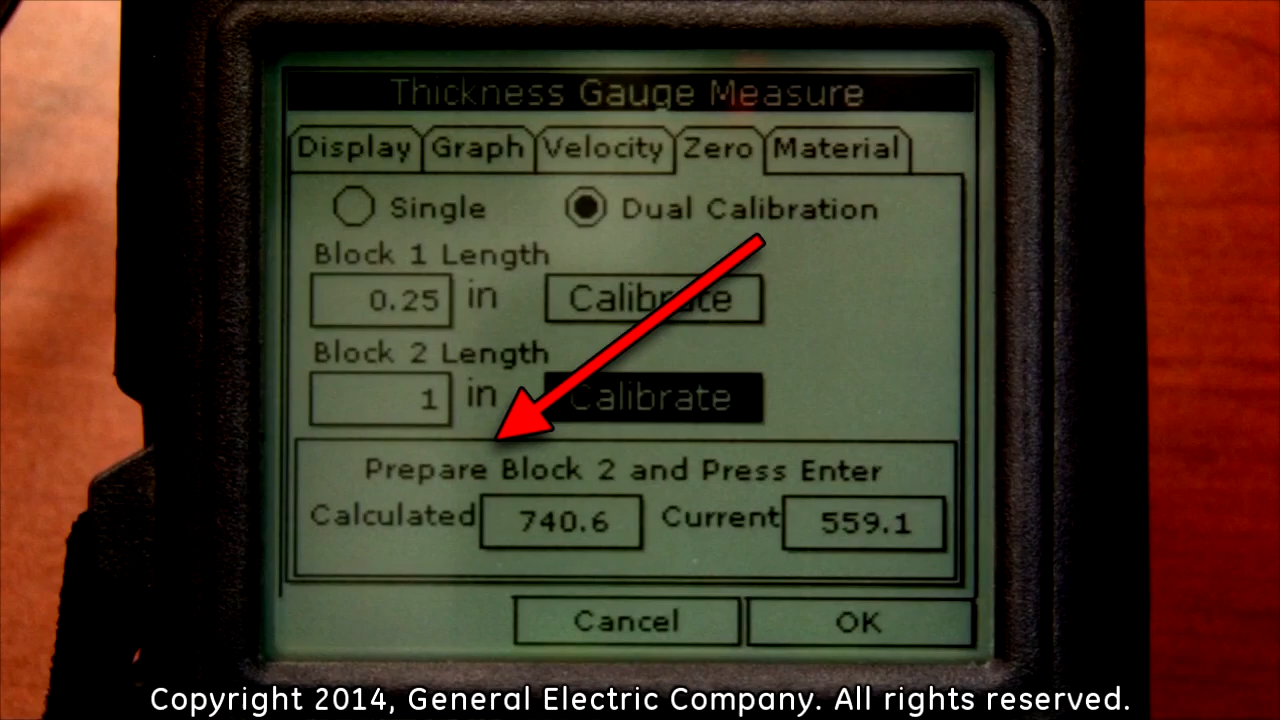 Thickness Gauge Measure
Display Graph Velocity Zero Material
Single Dual Calibration
Block 1 Length
0.25 in Calibrate
Block 2 Length
1 in Calibrate
Prepare Block 2 and Press Enter
Calculated 740.6 Current 559.1
Cancel OK
Copyright 2014, General Electric Company. All rights reserved.